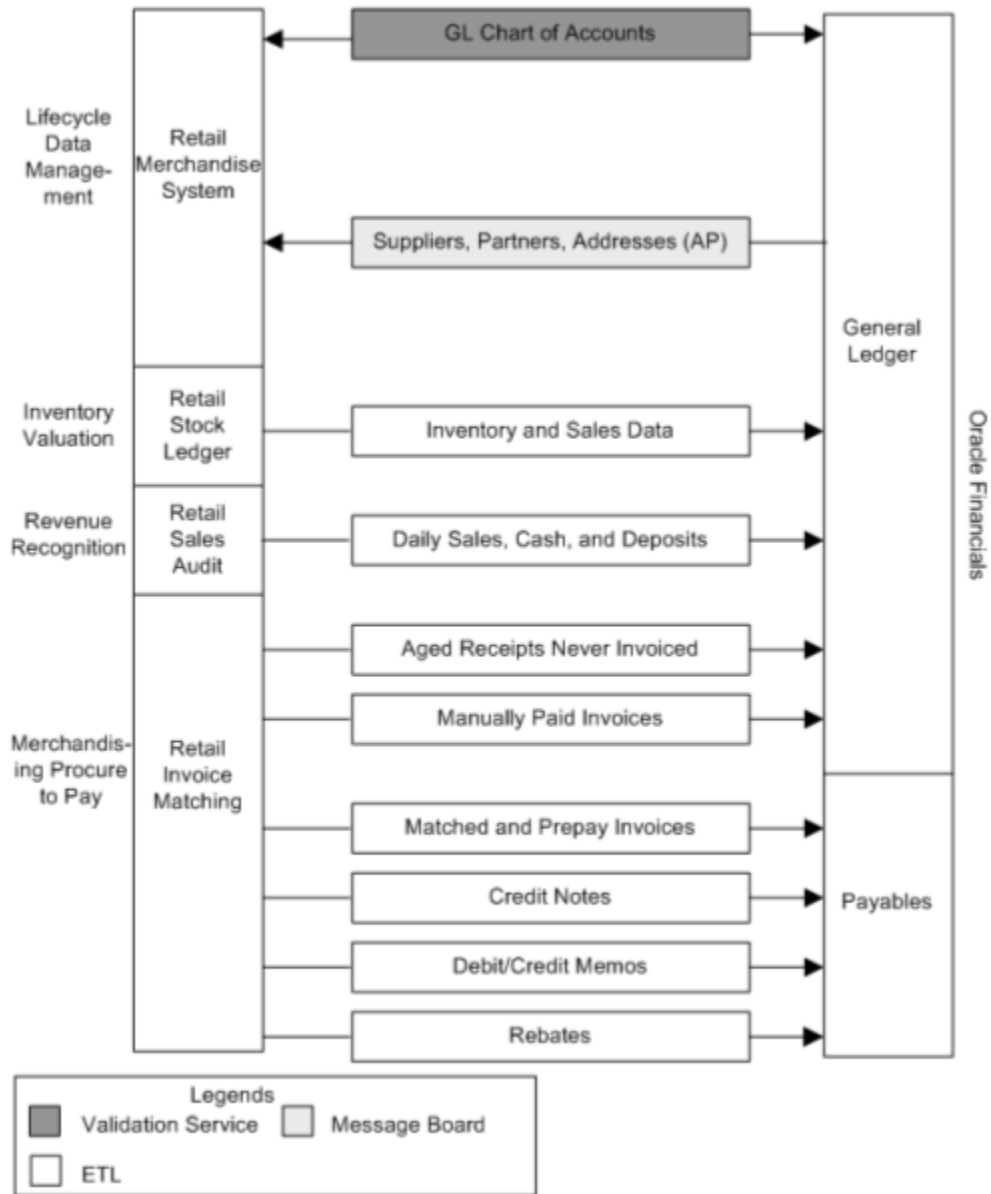 GL Chart of Accounts
Lifecycle
Data
Manage-
ment
Retail
Merchandise
System
Suppliers, Partners, Addresses (AP)
General
Ledger
Inventory
Valuation
Retail
Stock
Ledger
Inventory and Sales Data
Oracle Financials
Revenue
Recognition
Retail
Sales
Audit
Daily Sales, Cash, and Deposits
Aged Receipts Never Invoiced
Manually Paid Invoices
Merchandis-
ing Procure
to Pay
Retail
Invoice
Matching
Matched and Prepay Invoices
Credit Notes
Payables
Debit/Credit Memos
Rebates
Legends
Validation Service
Message Board
ETL